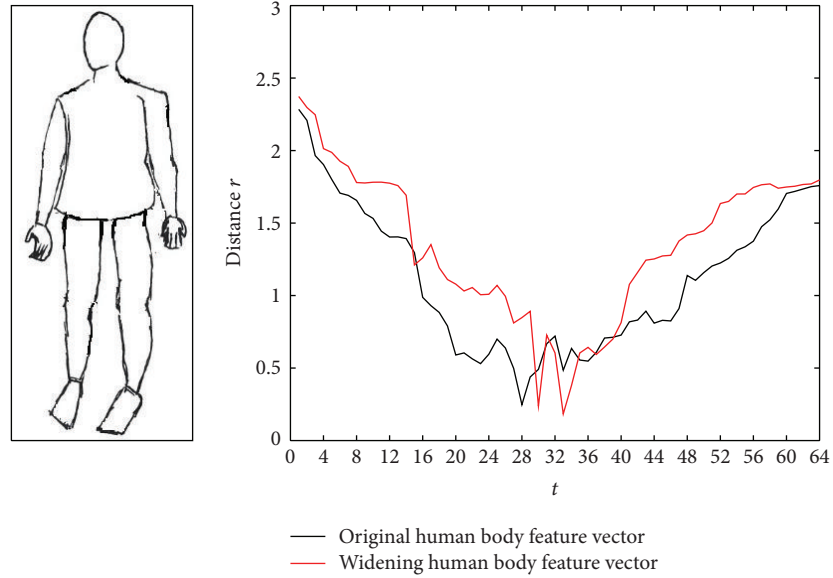 3
2.5
2
1.5
1
0.5
0
Distance r
0 4 8 12 16 20 24 28 32 36 40 44 48 52 56 60 64
t
Original human body feature vector
Widening human body feature vector